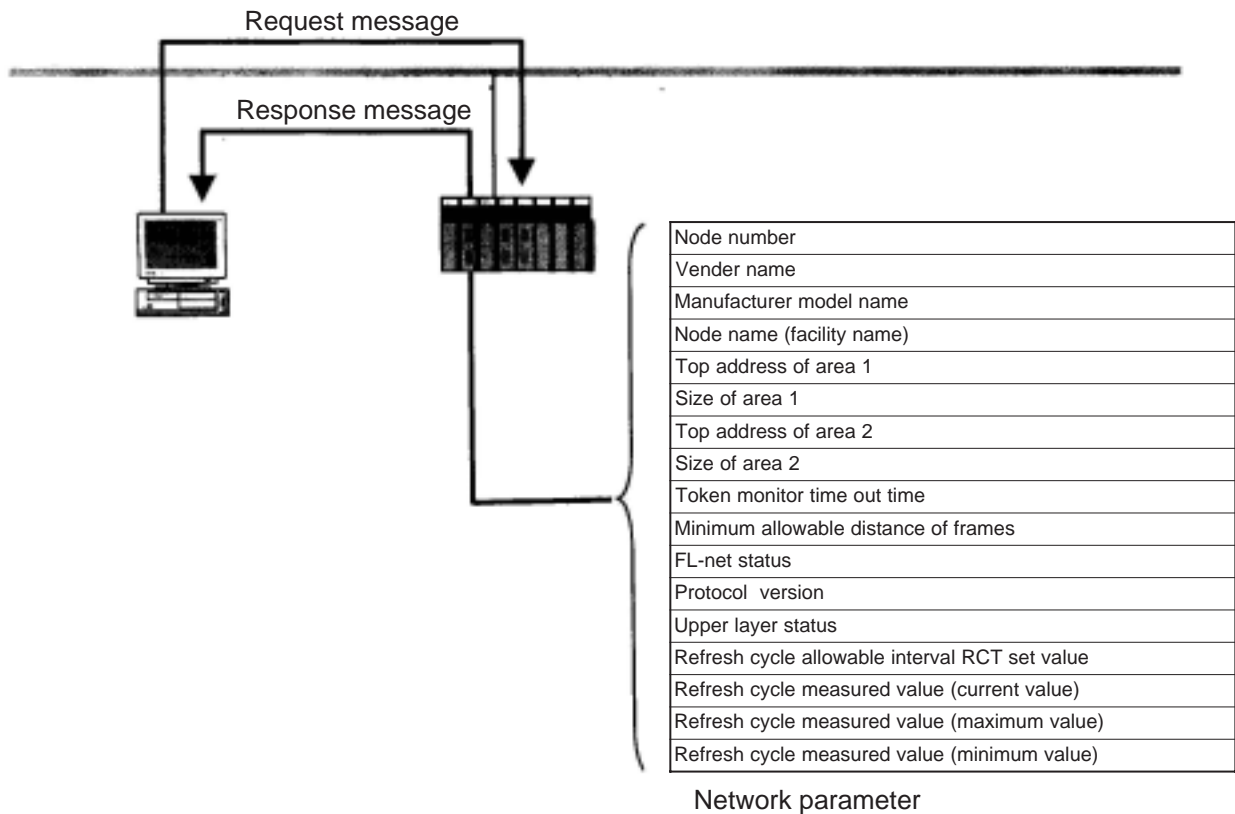 Request message
Response message
Node number
Vender name
Manufacturer model name
Node name (facility name)
Top address of area 1
Size of area 1
Top address of area 2
Size of area 2
Token monitor time out time
Minimum allowable distance of frames
FL-net status
Protocol  version
Upper layer status
Refresh cycle allowable interval RCT set value
Refresh cycle measured value (current value)
Refresh cycle measured value (maximum value)
Refresh cycle measured value (minimum value)
Network parameter